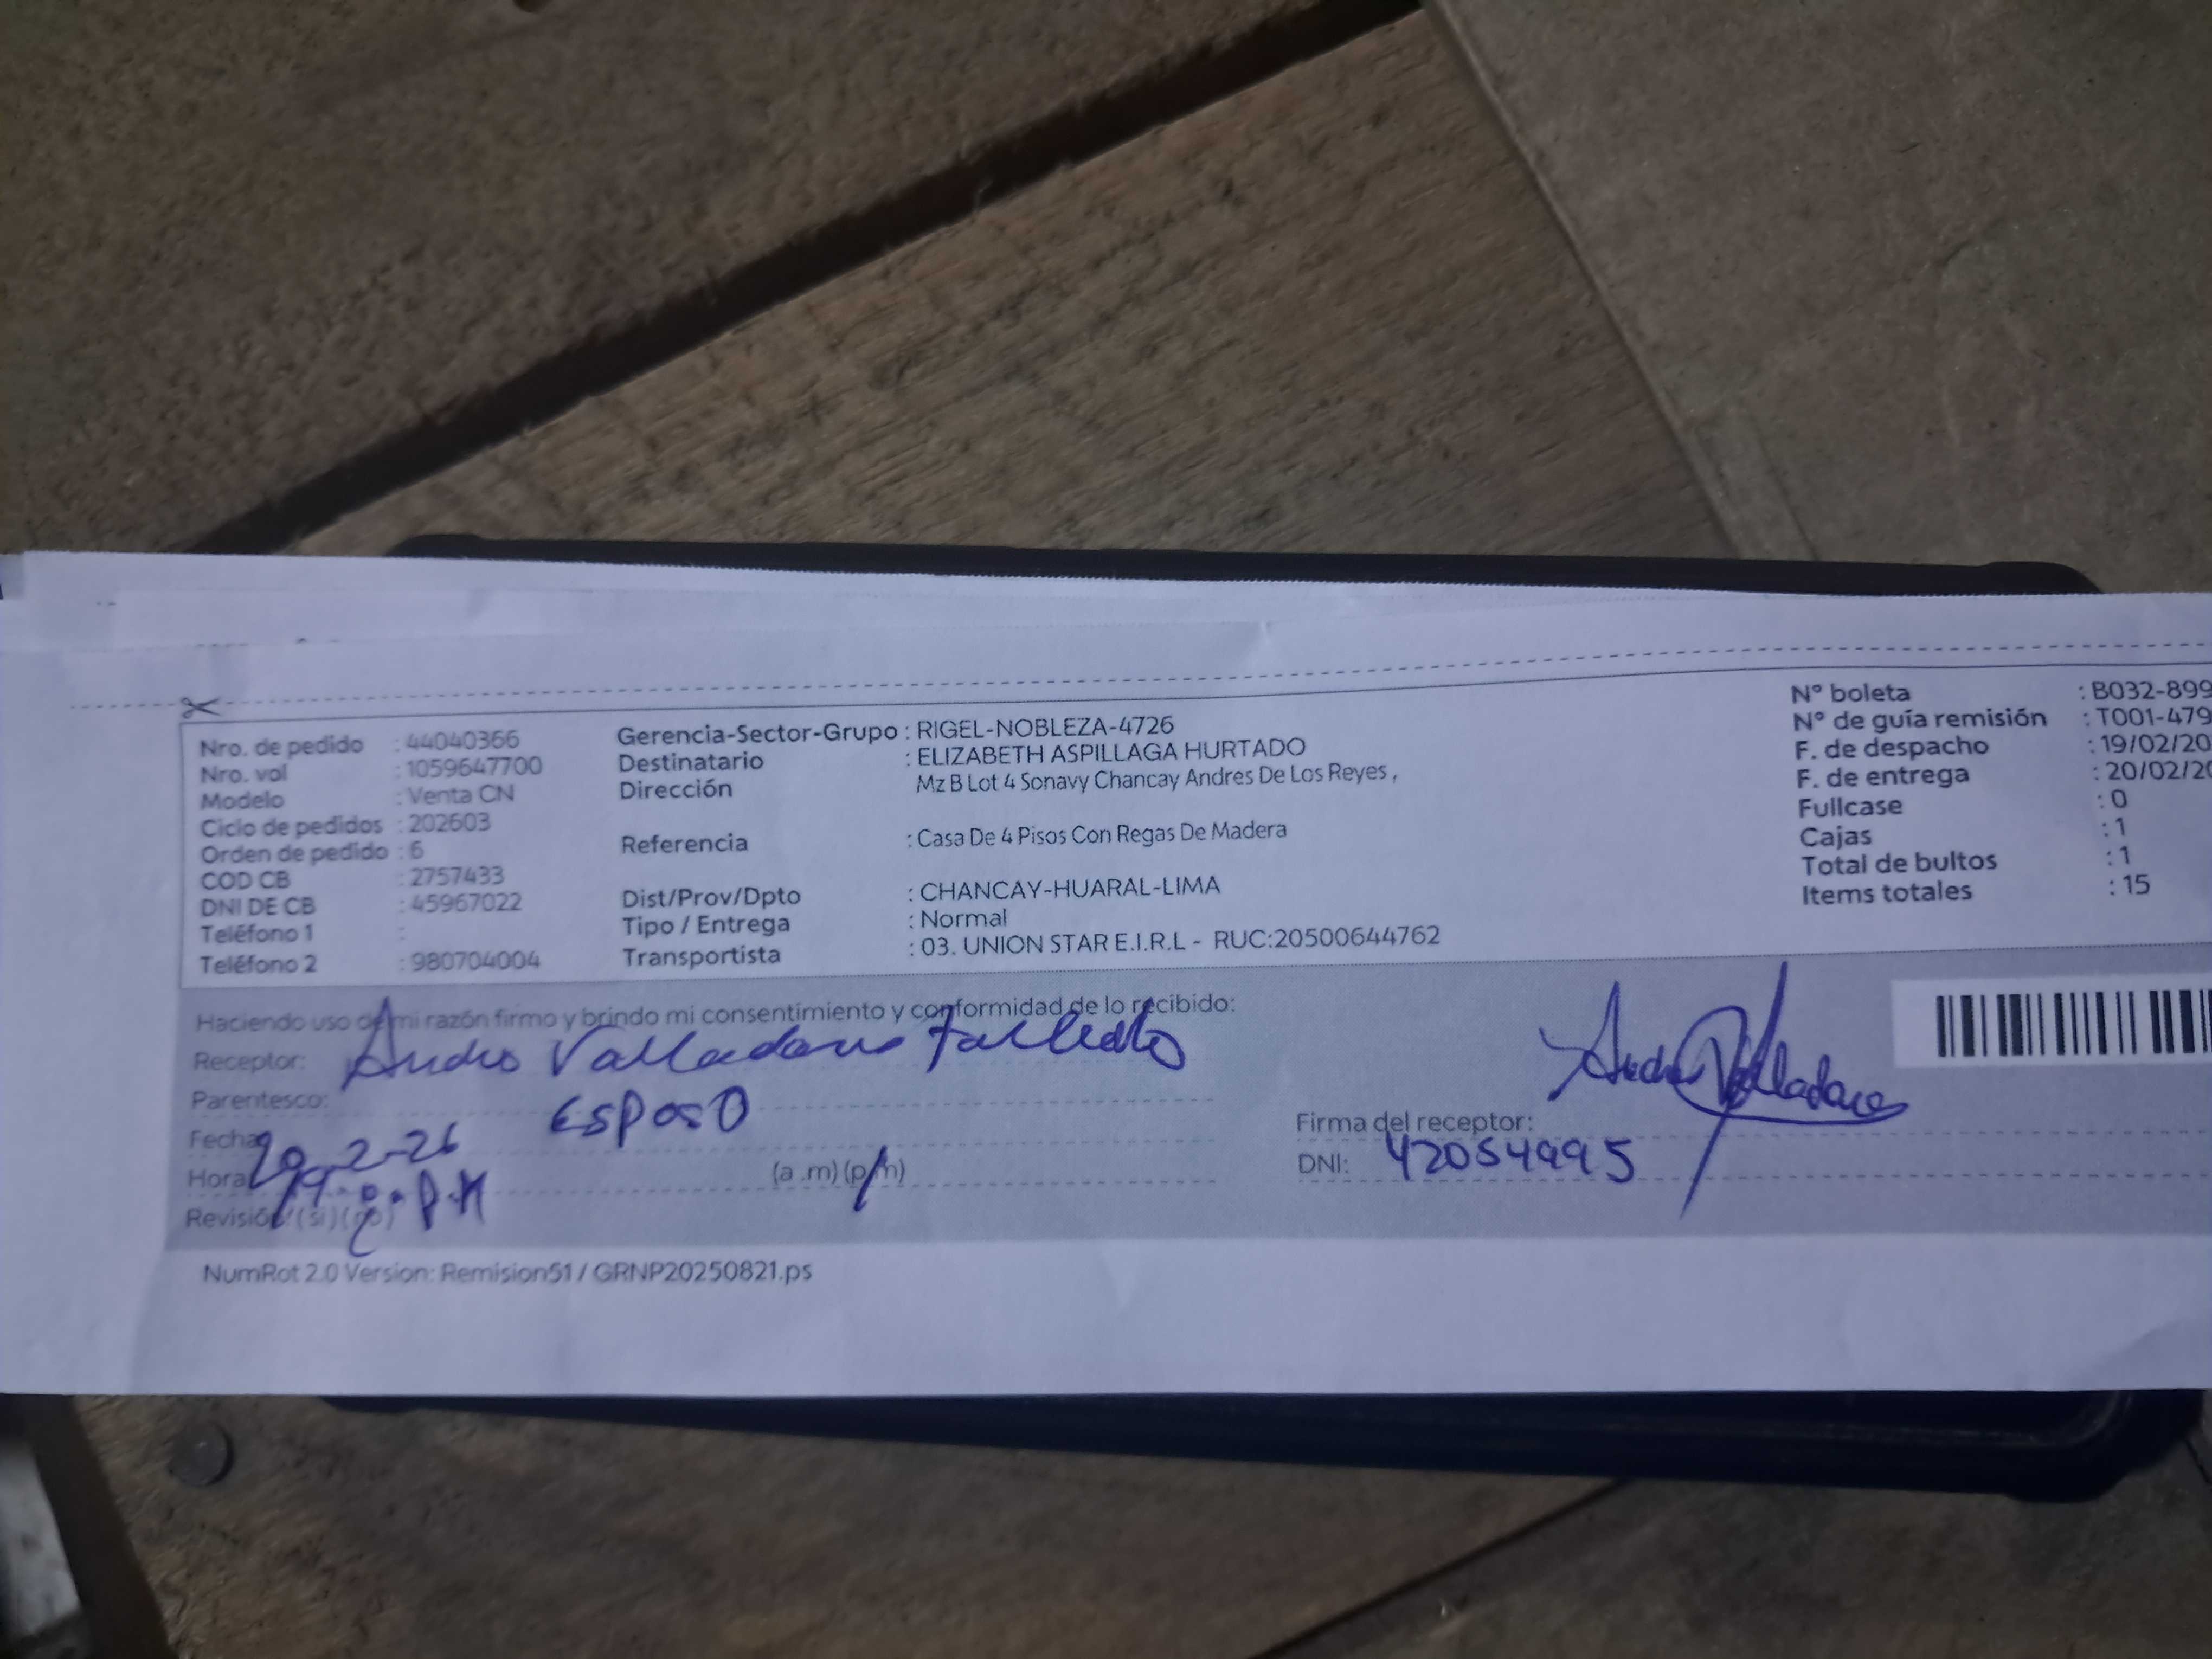 Nro. de pedido : 44040366
Nro. vol : 1059647700
Modelo : Venta CN
Ciclo de pedidos : 202603
Orden de pedido : 6
COD CB : 2757433
DNI DE CB : 45967022
Teléfono 1 :
Teléfono 2 : 980704004
Gerencia-Sector-Grupo : RIGEL-NOBLEZA-4726
Destinatario : ELIZABETH ASPILLAGA HURTADO
Dirección Mz B Lot 4 Sonavy Chancay Andres De Los Reyes ,
Referencia : Casa De 4 Pisos Con Regas De Madera
Dist/Prov/Dpto : CHANCAY-HUARAL-LIMA
Tipo / Entrega : Normal
Transportista : 03. UNION STAR E.I.R.L - RUC:20500644762
N° boleta : B032-899
N° de guía remisión : T001-479
F. de despacho : 19/02/20
F. de entrega : 20/02/20
Fullcase : 0
Cajas : 1
Total de bultos : 1
Items totales : 15
Haciendo uso de mi razón firmo y brindo mi consentimiento y conformidad de lo recibido:
Receptor:
Parentesco: ESPOSO
Fecha: 20-2-26
Hora: P.M (a .m) (p.m)
Revisión (si) (no)
Firma del receptor:
DNI: 42054995
NumRot 2.0 Version: Remision51 / GRNP20250821.ps